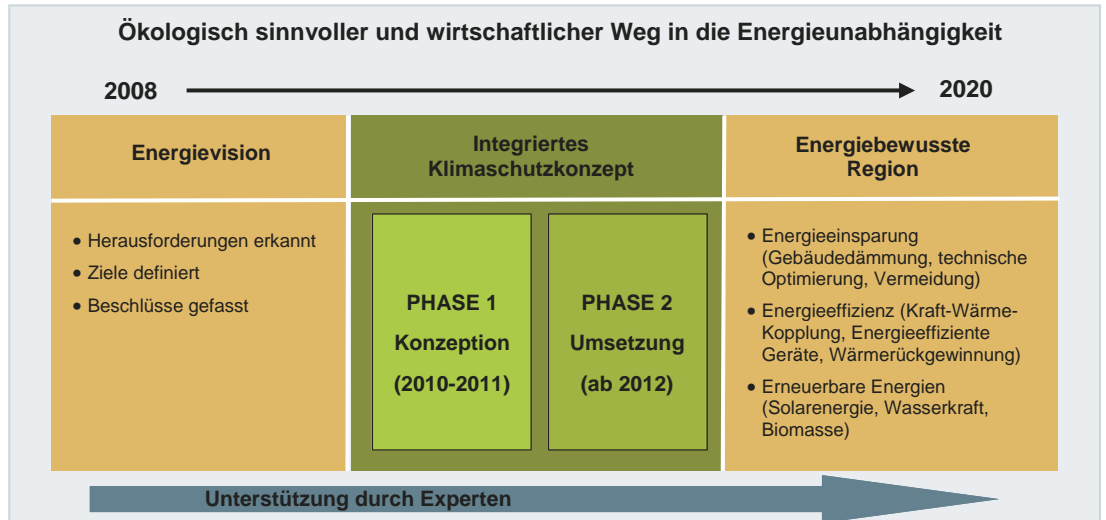 Ökologisch sinnvoller und wirtschaftlicher Weg in die Energieunabhängigkeit
2008
2020
Energievision
Integriertes
Klimaschutzkonzept
Energiebewusste
Region
• Herausforderungen erkannt
• Ziele definiert
• Beschlüsse gefasst
PHASE 1
Konzeption
(2010-2011)
PHASE 2
Umsetzung
(ab 2012)
• Energieeinsparung
(Gebäudedämmung, technische
Optimierung, Vermeidung)
• Energieeffizienz (Kraft-Wärme-
Kopplung, Energieeffiziente
Geräte, Wärmerückgewinnung)
• Erneuerbare Energien
(Solarenergie, Wasserkraft,
Biomasse)
Unterstützung durch Experten